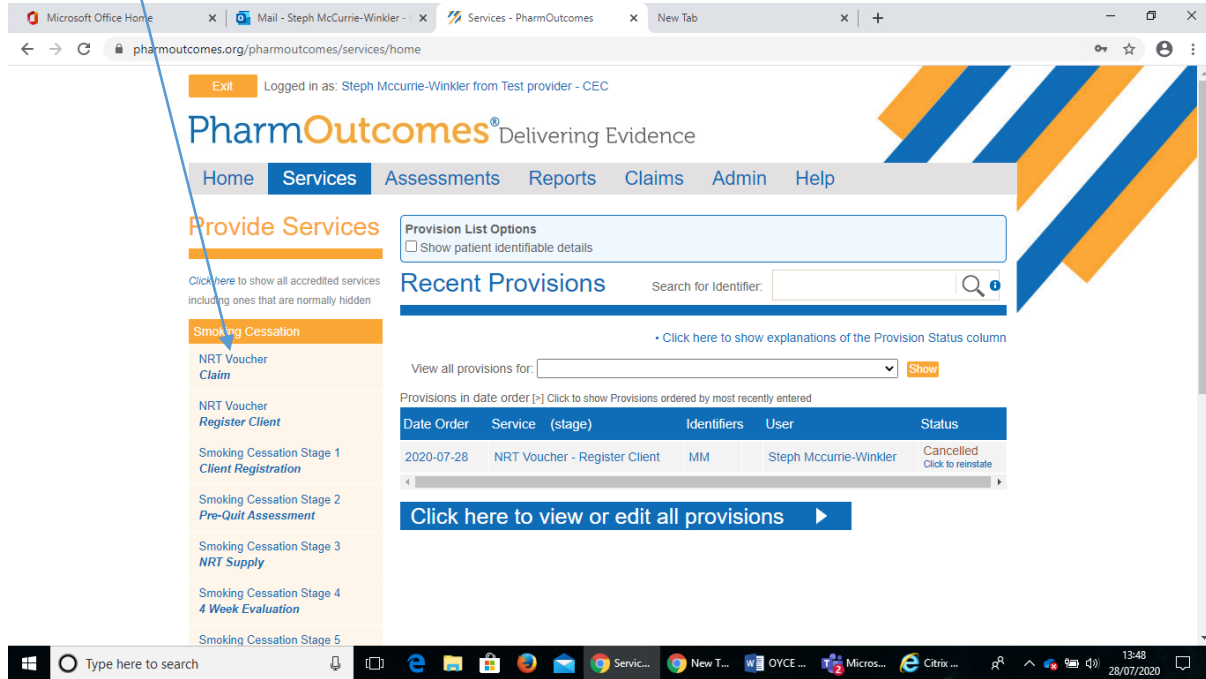 Microsoft Office Home
Mail - Steph McCurrie-Winkler -
Services - PharmOutcomes
New Tab
pharmoutcomes.org/pharmoutcomes/services/home
Exit Logged in as: Steph Mccurrie-Winkler from Test provider - CEC
PharmOutcomes® Delivering Evidence
Home Services Assessments Reports Claims Admin Help
Provide Services
Click here to show all accredited services
including ones that are normally hidden
Smoking Cessation
NRT Voucher
Claim
NRT Voucher
Register Client
Smoking Cessation Stage 1
Client Registration
Smoking Cessation Stage 2
Pre-Quit Assessment
Smoking Cessation Stage 3
NRT Supply
Smoking Cessation Stage 4
4 Week Evaluation
Smoking Cessation Stage 5
Provision List Options
Show patient identifiable details
Recent Provisions Search for Identifier:
• Click here to show explanations of the Provision Status column
View all provisions for: Show
Provisions in date order [>] Click to show Provisions ordered by most recently entered
Date Order Service (stage) Identifiers User Status
2020-07-28 NRT Voucher - Register Client MM Steph Mccurrie-Winkler Cancelled
Click to reinstate
Click here to view or edit all provisions
Type here to search
Servic...
New T...
OYCE ...
2
Micros...
Citrix ...
13:48
28/07/2020